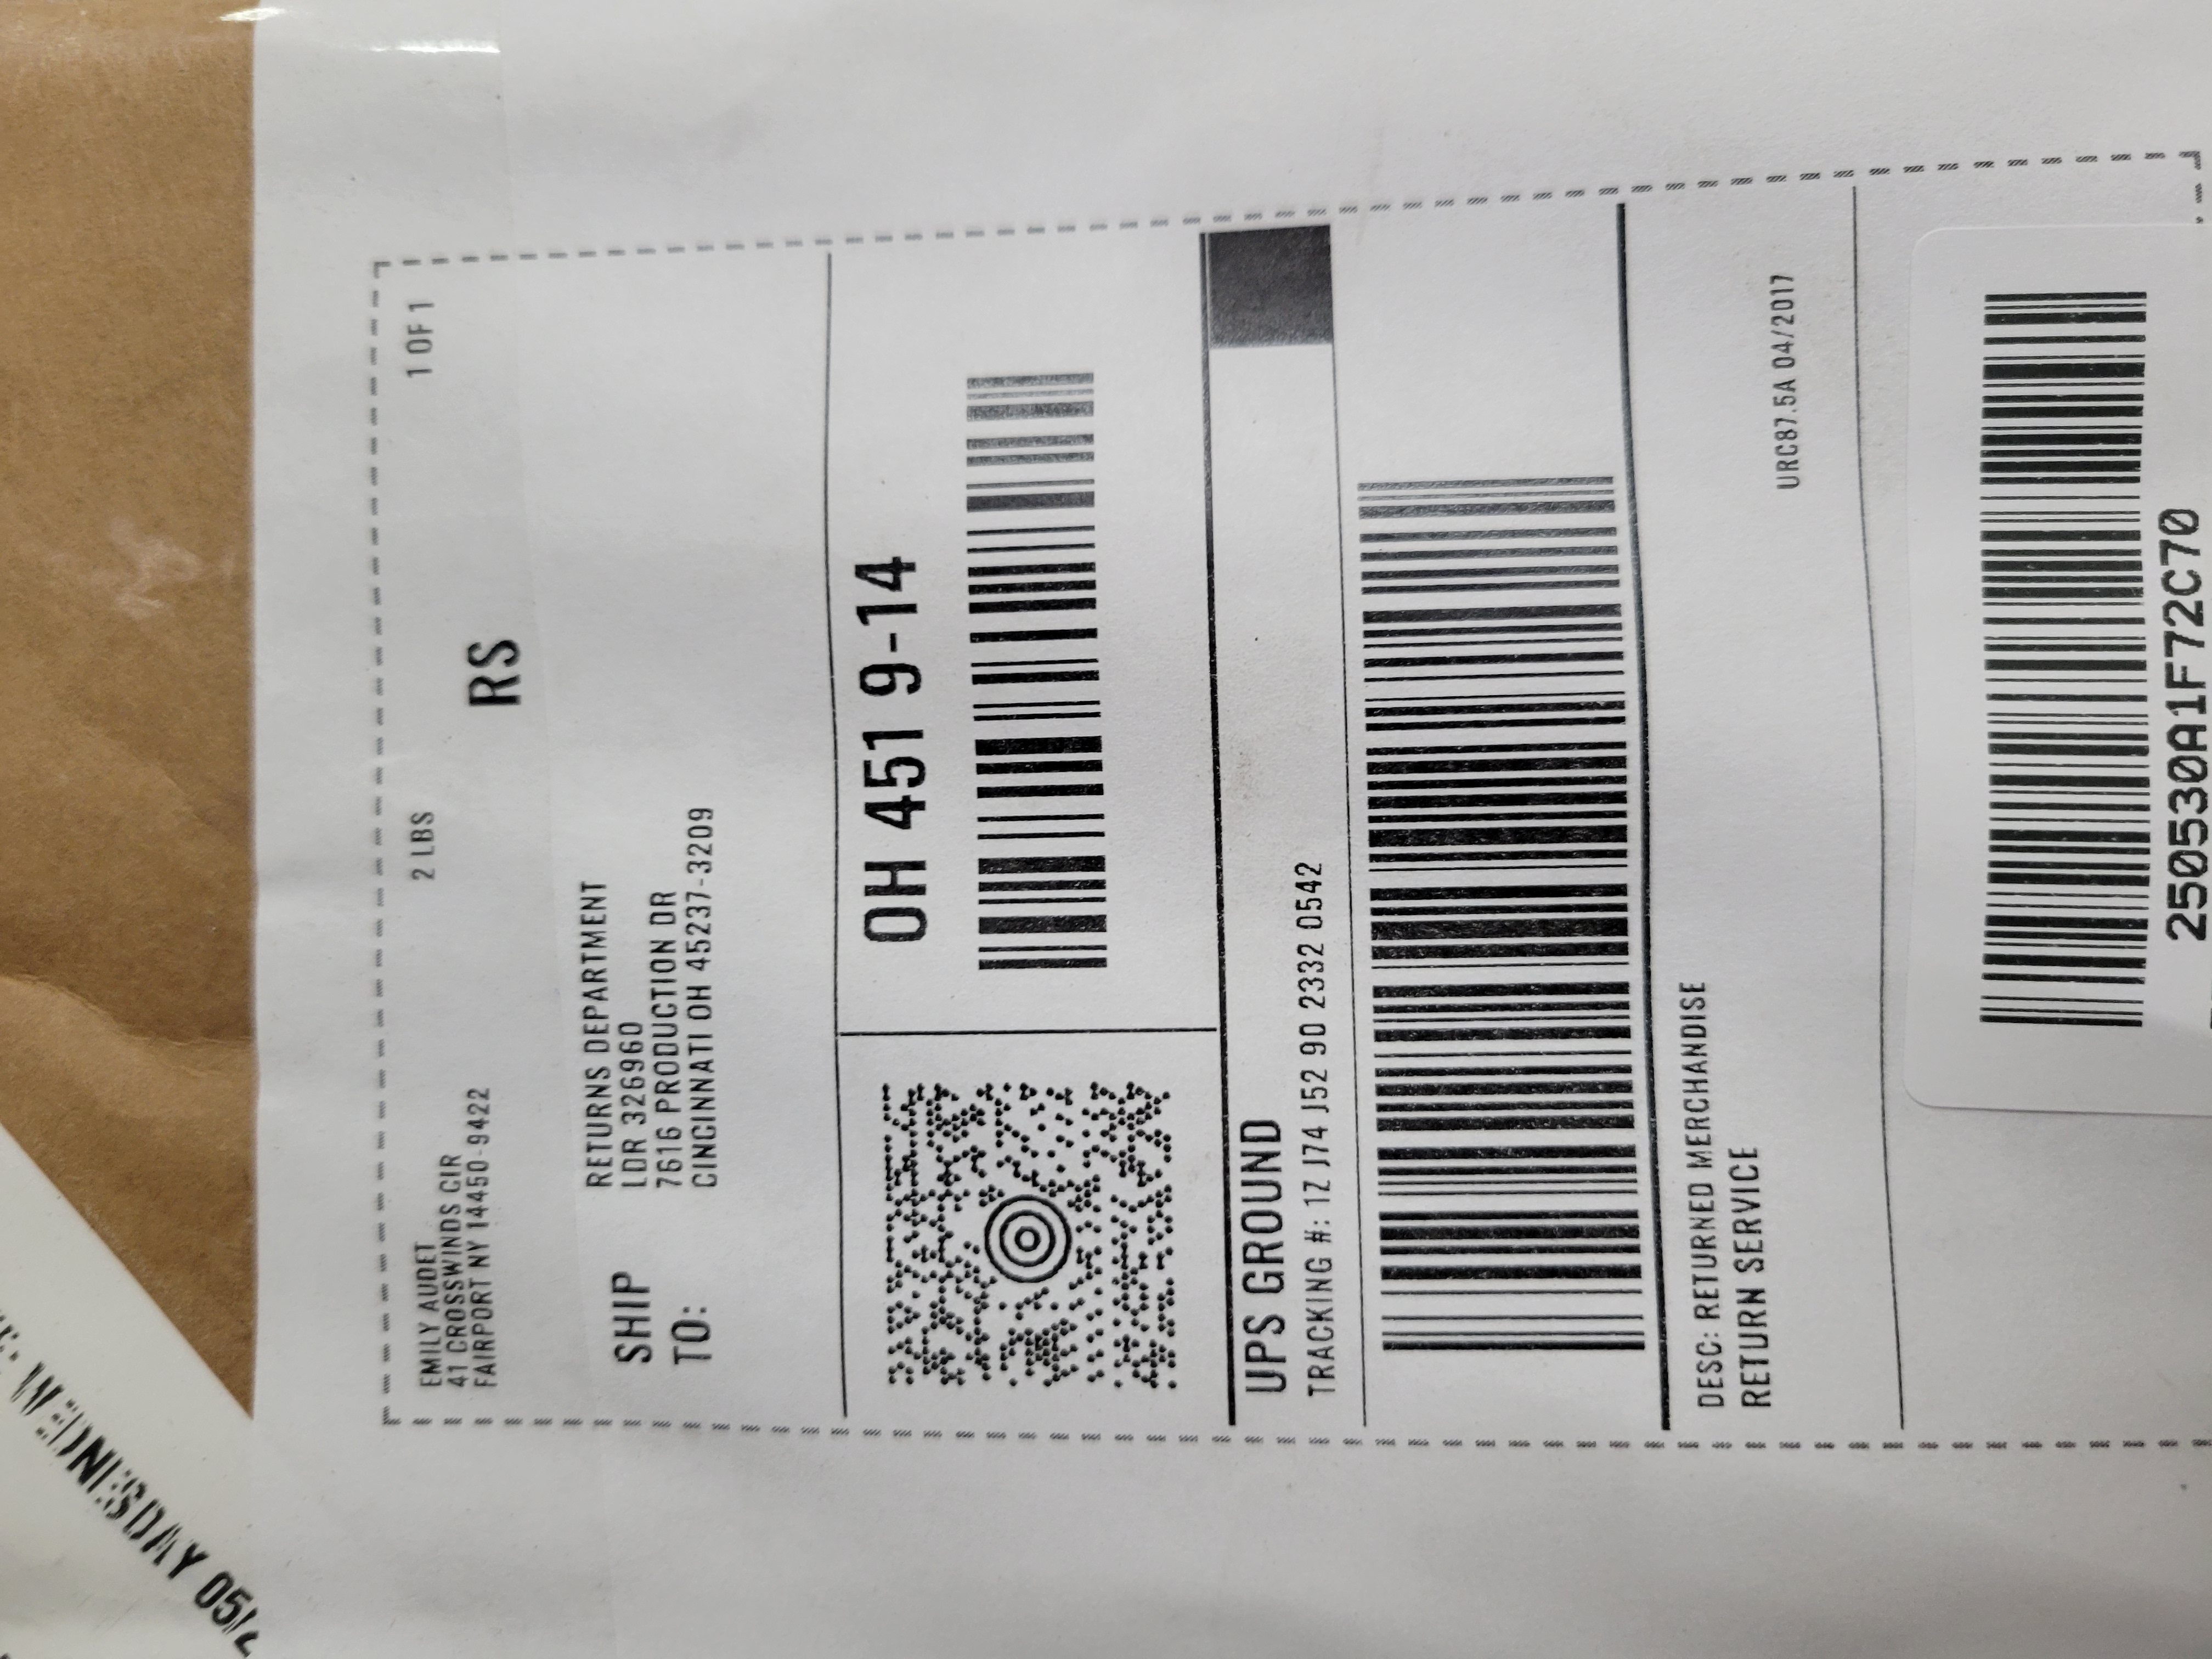 EMILY AUDET
41 CROSSWINDS CIR
FAIRPORT NY 14450-9422
2 LBS
1 OF 1
RS
SHIP
TO:
RETURNS DEPARTMENT
LDR 326960
7616 PRODUCTION DR
CINCINNATI OH 45237-3209
OH 451 9-14
UPS GROUND
TRACKING #: 1Z J74 J52 90 2332 0542
DESC: RETURNED MERCHANDISE
RETURN SERVICE
URC87.5A 04/2017
250530A1F72C70
WEDNESDAY 05/